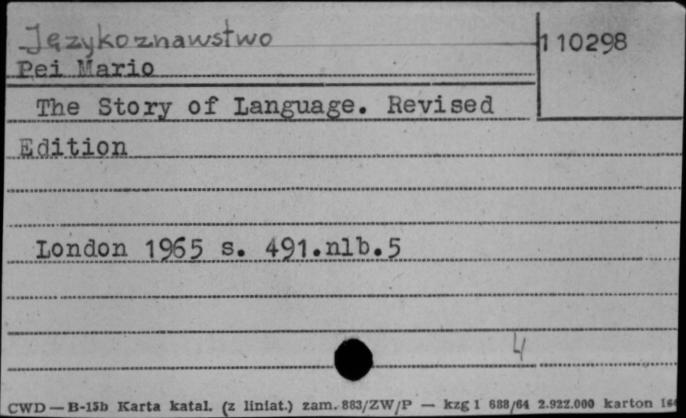 Językoznawstwo
110298
Pei Mario
The Story of Language. Revised
Edition
London 1965 s. 491.nlb.5
4
CWD — B-15b Karta katal. (z liniat.) zam. 883/ZW/P — kzg 1 688/64 2.922.000 karton